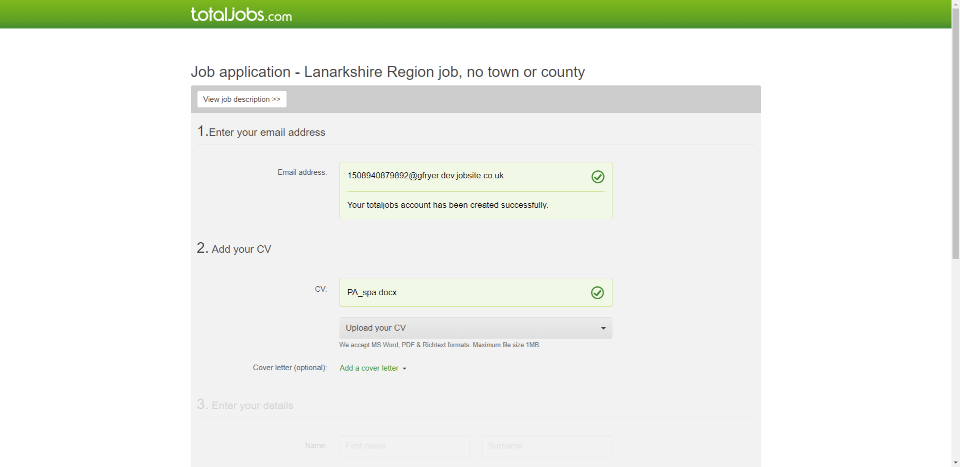 totaljobs.com
Job application - Lanarkshire Region job, no town or county
View job description >>
1.Enter your email address
Email address:
1508940879892@gfryer.dev.jobsite.co.uk
Your totaljobs account has been created successfully.
2. Add your CV
CV:
PA_spa.docx
Upload your CV
We accept MS Word, PDF & Richtext formats. Maximum file size 1MB.
Cover letter (optional):
Add a cover letter
3. Enter your details
Name:
First name
Surname